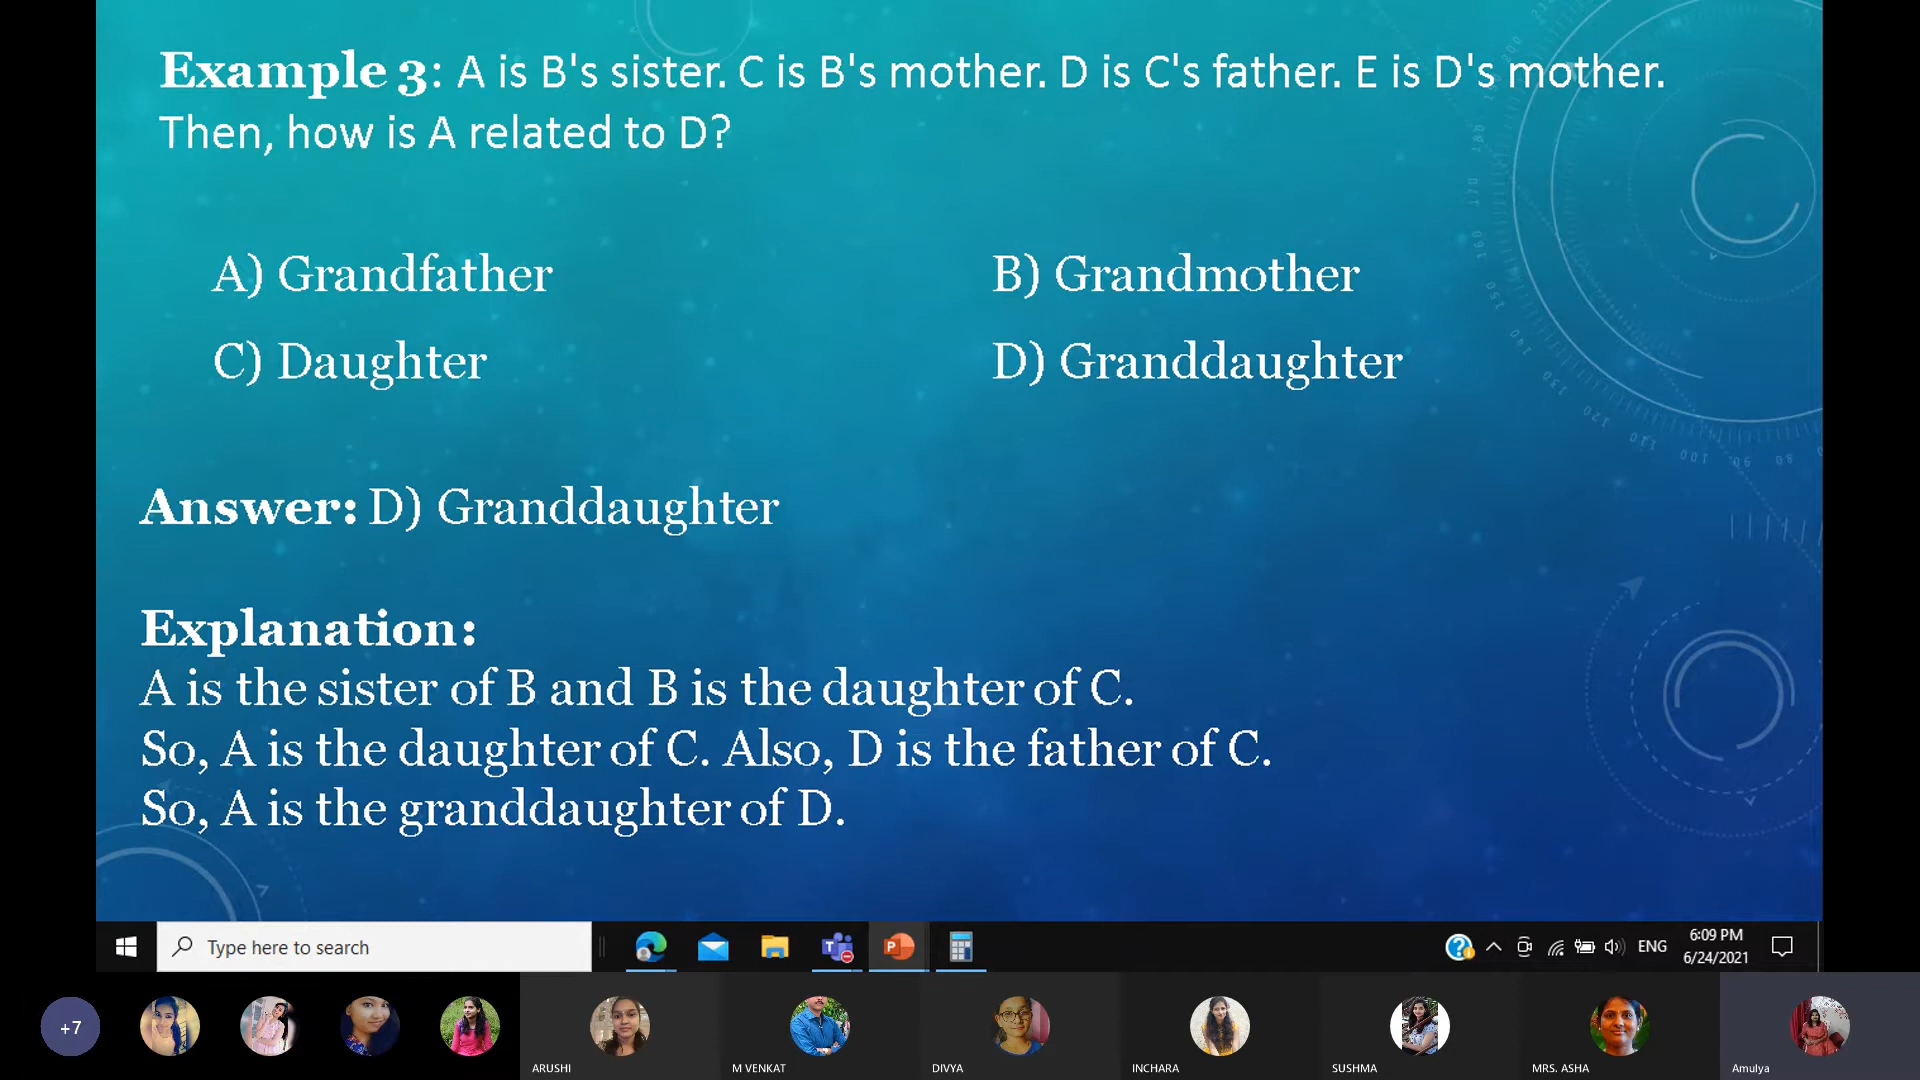 Example 3: A is B's sister. C is B's mother. D is C's father. E is D's mother.
Then, how is A related to D?
A) Grandfather
B) Grandmother
C) Daughter
D) Granddaughter
Answer: D) Granddaughter
Explanation:
A is the sister of B and B is the daughter of C.
So, A is the daughter of C. Also, D is the father of C.
So, A is the granddaughter of D.
Type here to search
ENG
6:09 PM
6/24/2021
+7
ARUSHI
M VENKAT
DIVYA
INCHARA
SUSHMA
MRS. ASHA
Amulya